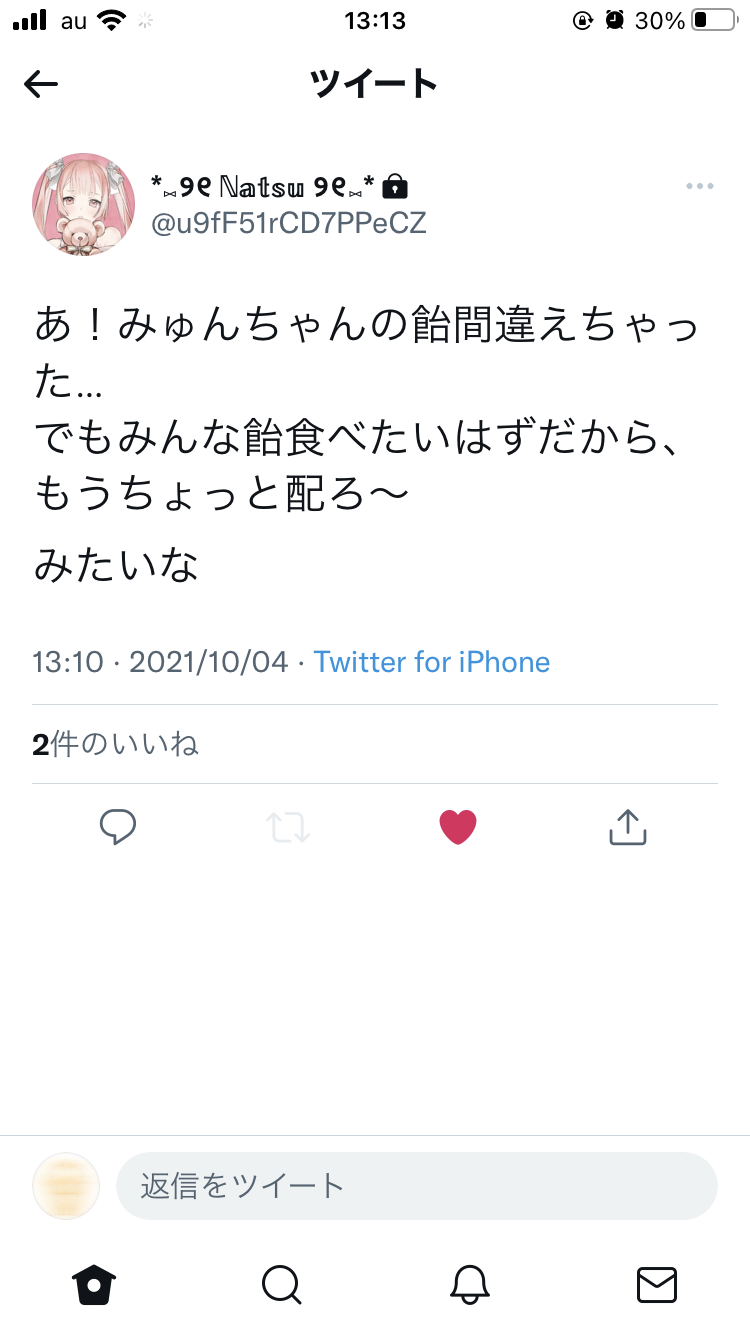 au 13:13 30%
ツイート
*⑅୨୧ ℕ𝕒𝕥𝕤𝕦 ୨୧⑅*
@u9fF51rCD7PPeCZ
あ！みゅんちゃんの飴間違えちゃっ
た...
でもみんな飴食べたいはずだから、
もうちょっと配ろ〜
みたいな
13:10 · 2021/10/04 · Twitter for iPhone
2件のいいね
返信をツイート